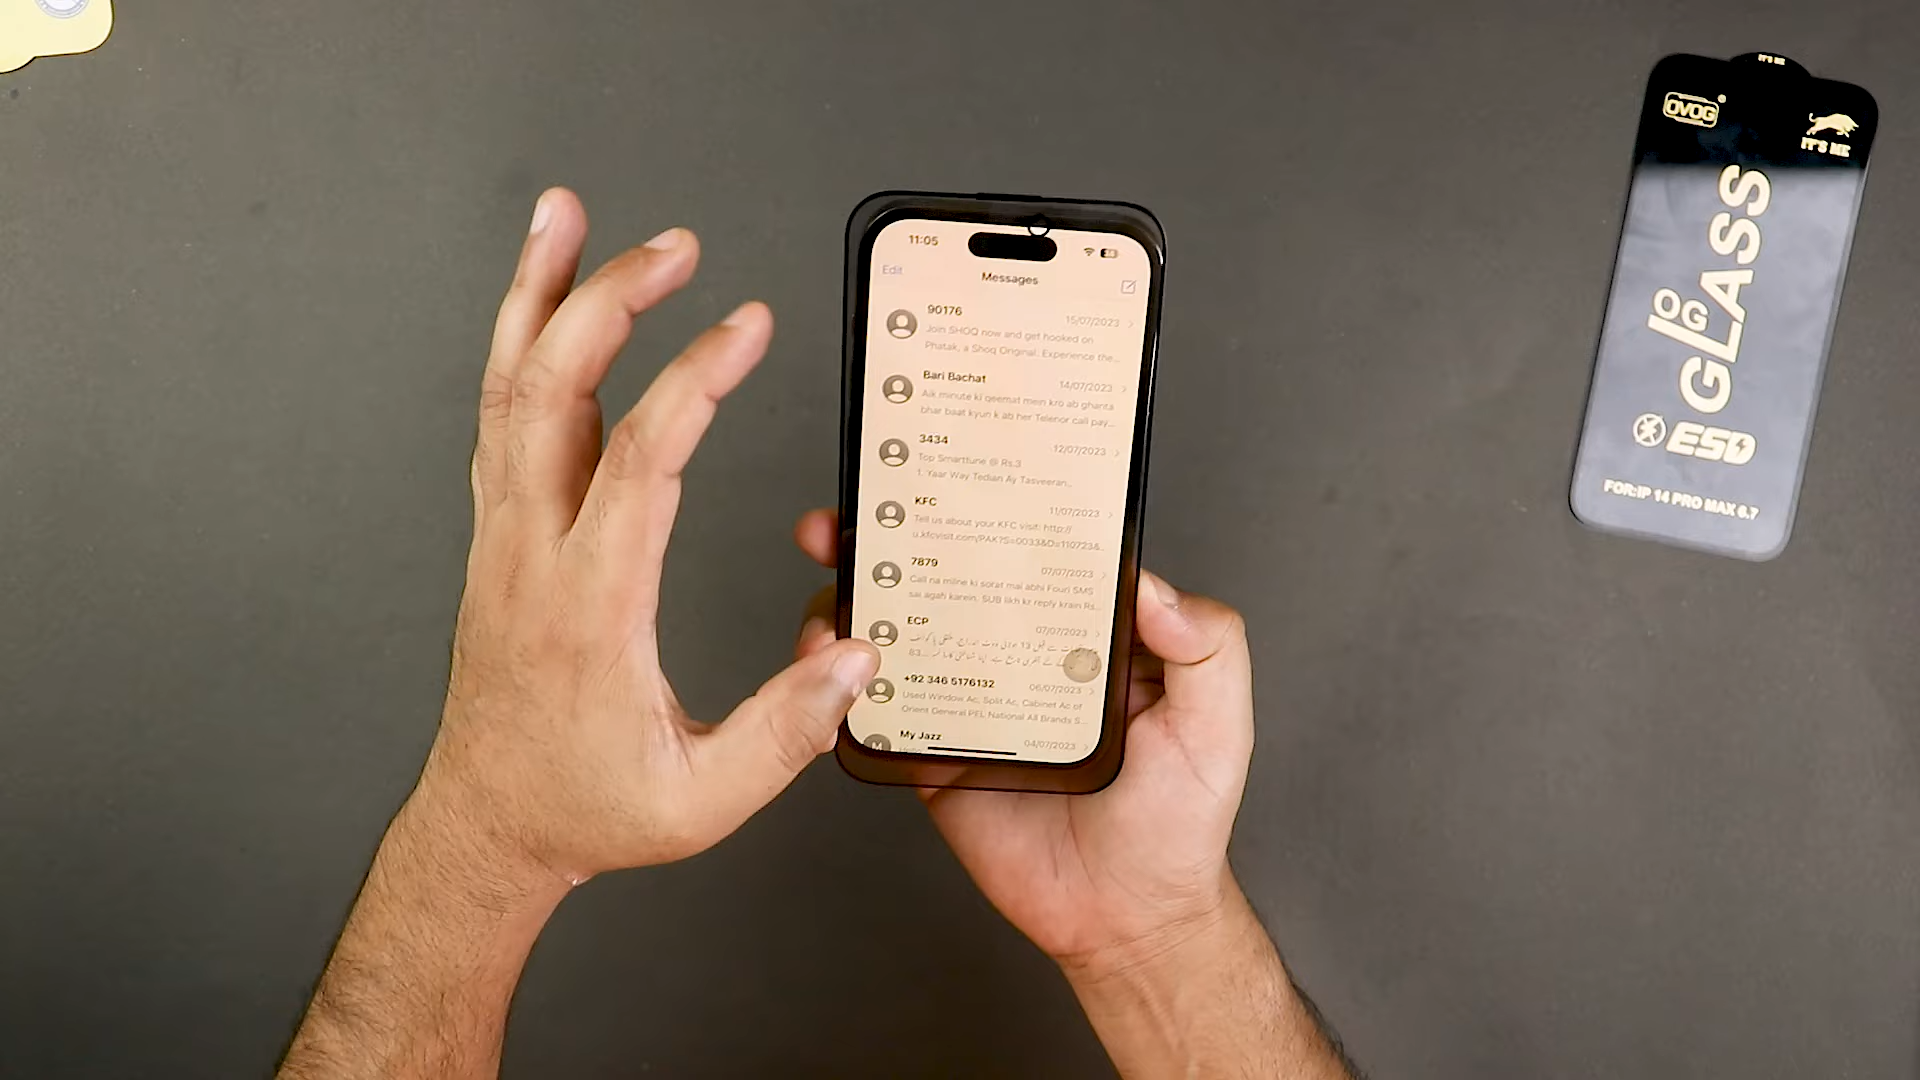 11:05
Edit
Messages
90176
15/07/2023
Join SHOQ now and get hooked on
Phatak, a Shoq Original. Experience the...
Bari Bachat
14/07/2023
Aik minute ki qeemat mein kro ab ghanta
bhar baat kyun k ab her Telenor call pay...
3434
12/07/2023
Top Smarttune @ Rs.3
1. Year Way Tedian Ay Tasveeran..
KFC
11/07/2023
Tell us about your KFC visit: http://
u.kfcvisit.com/PAK?S=0033&D=110723&..
7879
07/07/2023
Call na milne ki sorat mai abhi Fouri SMS
sai agah karein. SUB likh kr reply krain Rs...
ECP
07/07/2023
+92 346 5176132
06/07/2023
Used Window Ac, Split Ac, Cabinet Ac of
Orient General PEL National All Brands S...
My Jazz
04/07/2023
M
IT'S ME
OVOG
IT'S ME
OG
GLASS
ESD
FOR:IP 14 PRO MAX 6.7